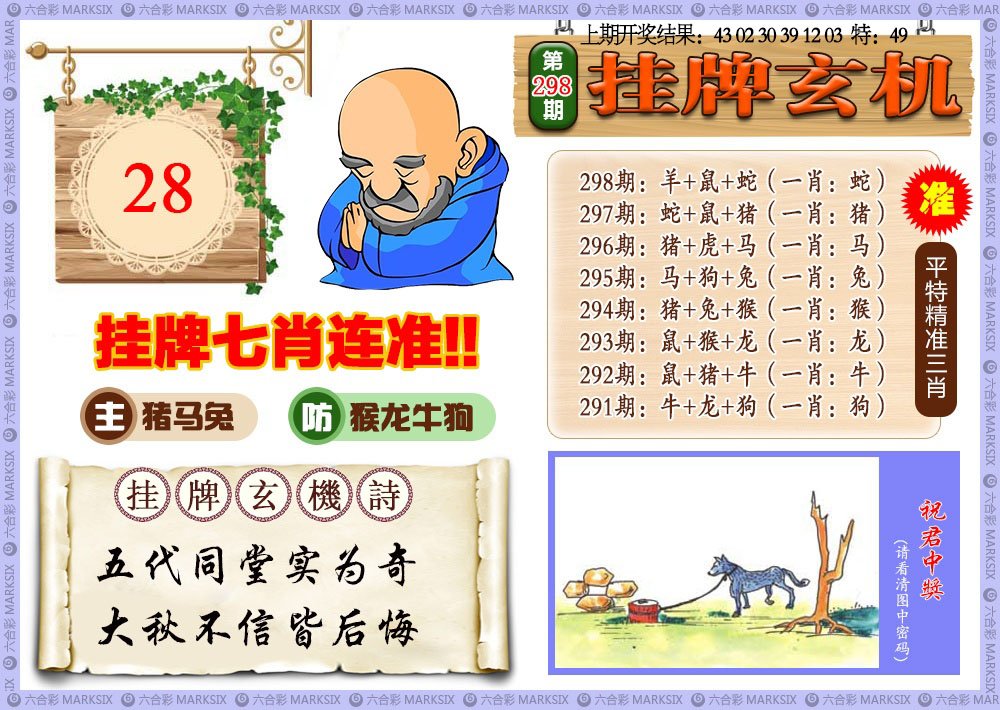 六合彩 MARKSIX
上期开奖结果：43 02 30 39 12 03 特：49
第
298
期
挂牌玄机
28
挂牌七肖连准!!
主 猪马兔
防 猴龙牛狗
挂牌玄機詩
五代同堂实为奇
大秋不信皆后悔
298期：羊+鼠+蛇（一肖：蛇）
297期：蛇+鼠+猪（一肖：猪）
296期：猪+虎+马（一肖：马）
295期：马+狗+兔（一肖：兔）
294期：猪+兔+猴（一肖：猴）
293期：鼠+猴+龙（一肖：龙）
292期：鼠+猪+牛（一肖：牛）
291期：牛+龙+狗（一肖：狗）
准
平特精准三肖
祝君中獎
（请看清图中密码）